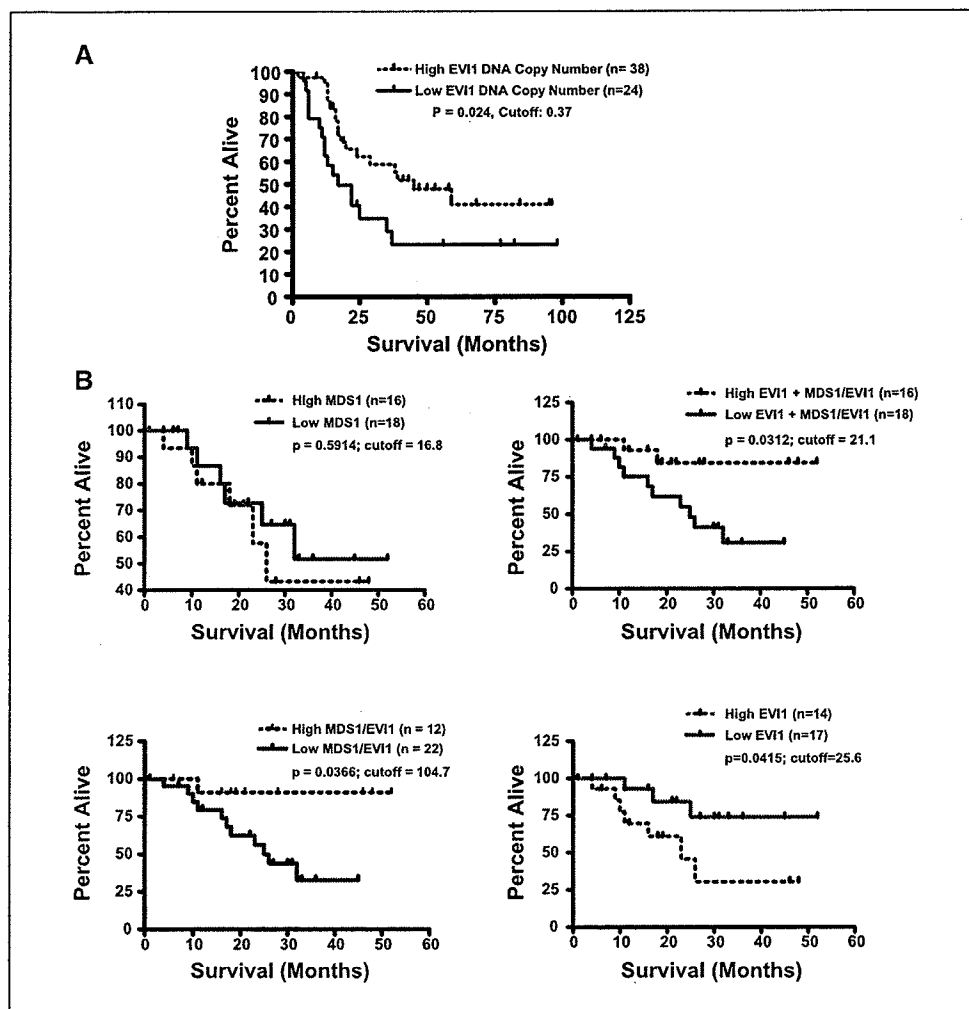 A
High EVI1 DNA Copy Number (n= 38)
Low EVI1 DNA Copy Number (n=24)
P = 0.024, Cutoff: 0.37
Percent Alive
100
90
80
70
60
50
40
30
20
10
0
0 25 50 75 100 125
Survival (Months)
B
High MDS1 (n=16)
Low MDS1 (n=18)
p = 0.5914; cutoff = 16.8
Percent Alive
110
100
90
80
70
60
50
40
0 10 20 30 40 50 60
Survival (Months)
High EVI1 + MDS1/EVI1 (n=16)
Low EVI1 + MDS1/EVI1 (n=18)
p = 0.0312; cutoff = 21.1
Percent Alive
125
100
75
50
25
0
0 10 20 30 40 50 60
Survival (Months)
High MDS1/EVI1 (n = 12)
Low MDS1/EVI1 (n = 22)
p = 0.0366; cutoff = 104.7
Percent Alive
125
100
75
50
25
0
0 10 20 30 40 50 60
Survival (Months)
High EVI1 (n=14)
Low EVI1 (n=17)
p=0.0415; cutoff=25.6
Percent Alive
125
100
75
50
25
0
0 10 20 30 40 50 60
Survival (Months)